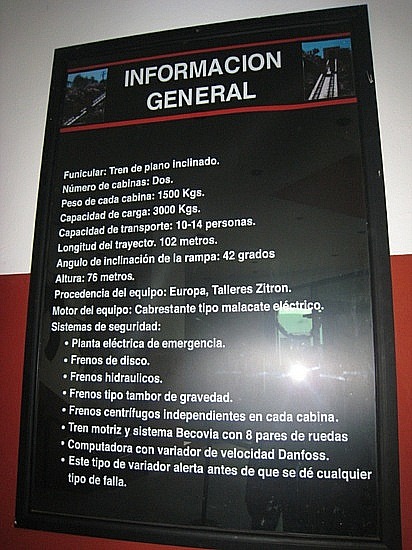 INFORMACION
GENERAL
Funicular: Tren de plano inclinado.
Número de cabinas: Dos.
Peso de cada cabina: 1500 Kgs.
Capacidad de carga: 3000 Kgs.
Capacidad de transporte: 10-14 personas.
Longitud del trayecto. 102 metros.
Angulo de inclinación de la rampa: 42 grados
Altura: 76 metros.
Procedencia del equipo: Europa, Talleres Zitron.
Motor del equipo: Cabrestante tipo malacate eléctrico.
Sistemas de seguridad:
• Planta eléctrica de emergencia.
• Frenos de disco.
• Frenos hidraulicos.
• Frenos tipo tambor de gravedad.
• Frenos centrífugos independientes en cada cabina.
• Tren motriz y sistema Becovia con 8 pares de ruedas
• Computadora con variador de velocidad Danfoss.
• Este tipo de variador alerta antes de que se dé cualquier
tipo de falla.